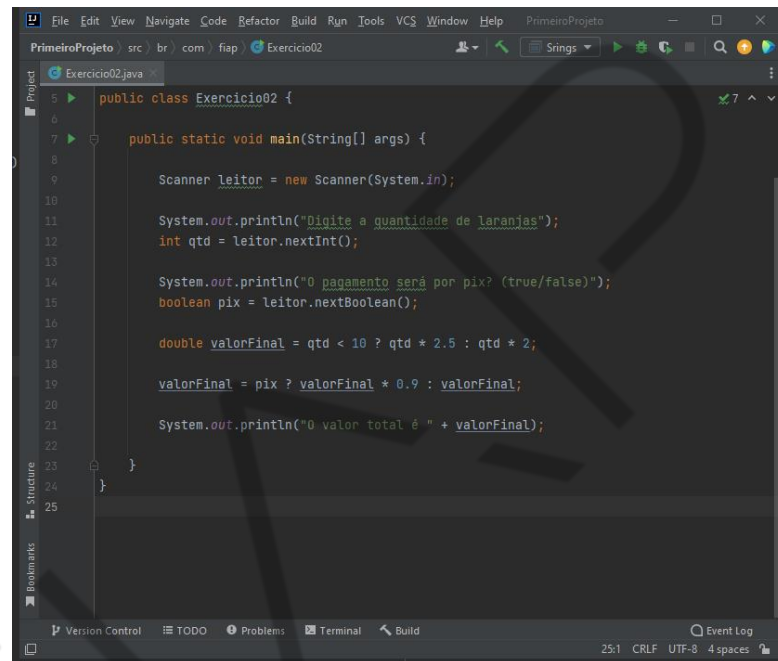 File Edit View Navigate Code Refactor Build Run Tools VCS Window Help PrimeiroProjeto
PrimeiroProjeto src br com fiap Exercicio02 Srings
Project
Exercicio02.java
7
5 public class Exercicio02 {
6
7 public static void main(String[] args) {
8
9 Scanner leitor = new Scanner(System.in);
10
11 System.out.println("Digite a quantidade de laranjas");
12 int qtd = leitor.nextInt();
13
14 System.out.println("O pagamento será por pix? (true/false)");
15 boolean pix = leitor.nextBoolean();
16
17 double valorFinal = qtd < 10 ? qtd * 2.5 : qtd * 2;
18
19 valorFinal = pix ? valorFinal * 0.9 : valorFinal;
20
21 System.out.println("O valor total é " + valorFinal);
22
23 }
24 }
25
Structure
Bookmarks
Version Control TODO Problems Terminal Build Event Log
25:1 CRLF UTF-8 4 spaces